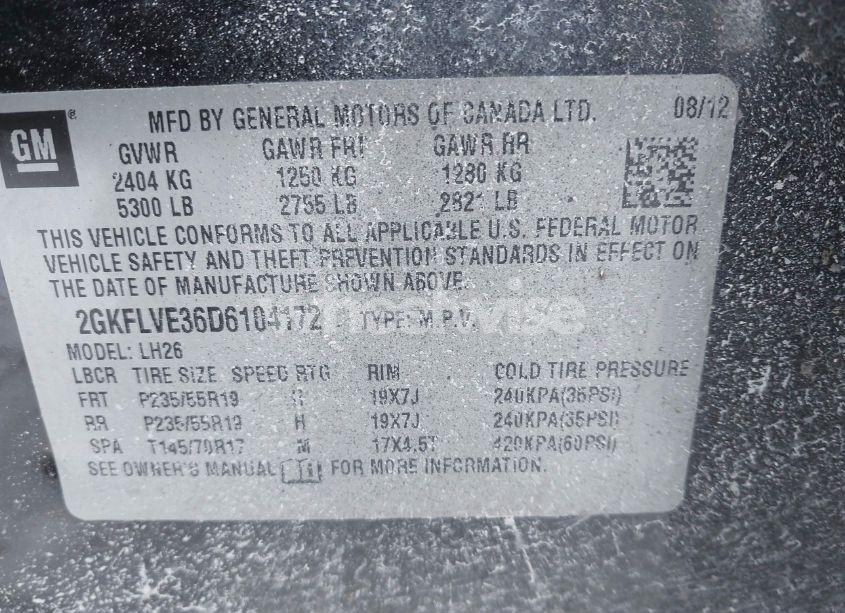 GM ®
MFD BY GENERAL MOTORS OF CANADA LTD. 08/12
GVWR GAWR FRT GAWR RR
2404 KG 1250 KG 1280 KG
5300 LB 2755 LB 2821 LB
THIS VEHICLE CONFORMS TO ALL APPLICABLE U.S. FEDERAL MOTOR
VEHICLE SAFETY AND THEFT PREVENTION STANDARDS IN EFFECT ON
THE DATE OF MANUFACTURE SHOWN ABOVE.
2GKFLVE36D6104172 TYPE: M.P.V.
MODEL: LH26
LBCR TIRE SIZE SPEED RTG RIM COLD TIRE PRESSURE
FRT P235/55R19 H 19X7J 240KPA(35PSI)
RR P235/55R19 H 19X7J 240KPA(35PSI)
SPA T145/70R17 M 17X4.5T 420KPA(60PSI)
SEE OWNER'S MANUAL FOR MORE INFORMATION.